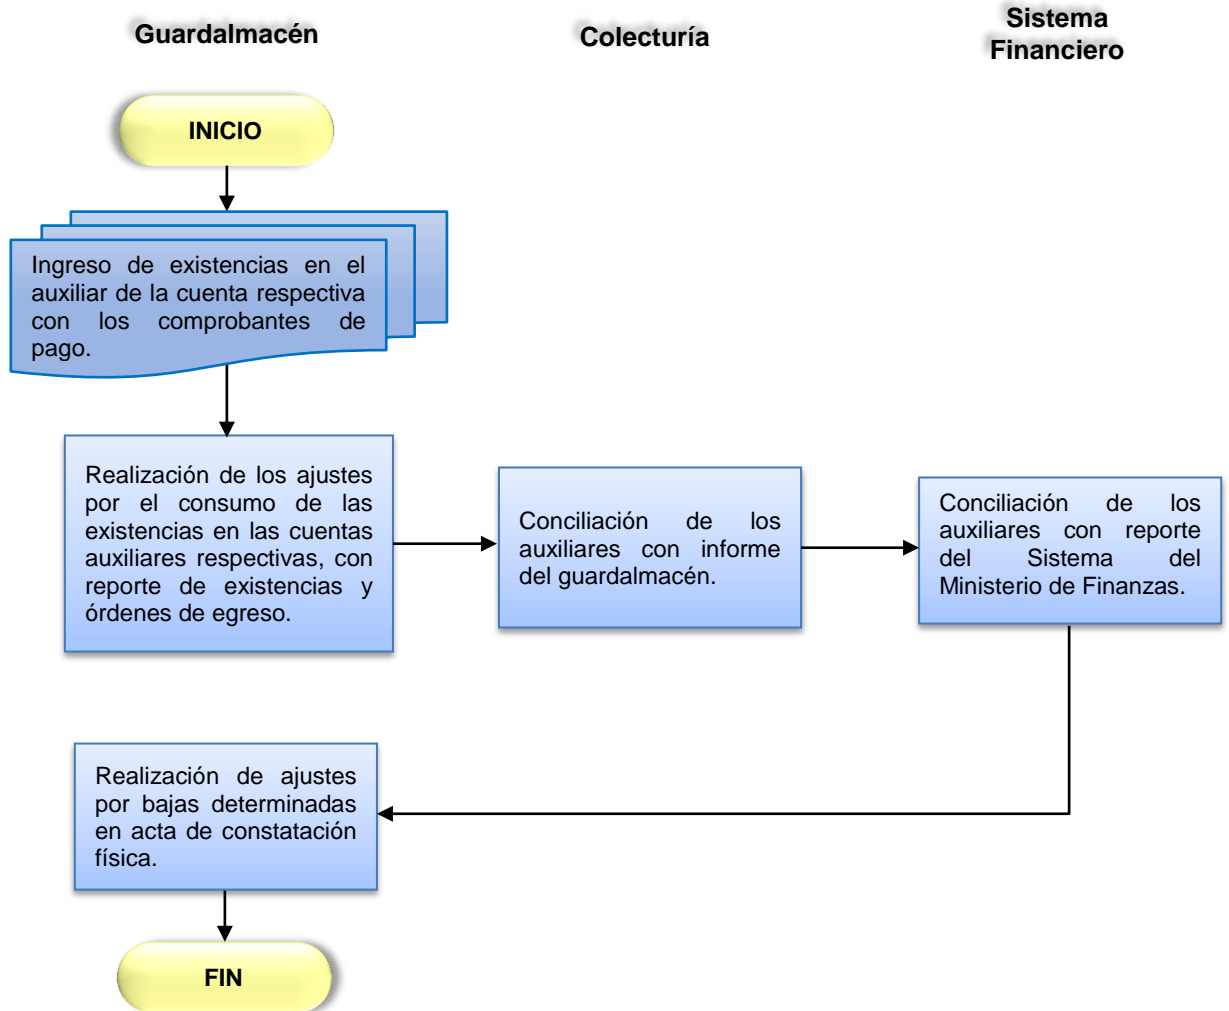 Guardalmacén
Colecturía
Sistema
Financiero
INICIO
Ingreso de existencias en el
auxiliar de la cuenta respectiva
con los comprobantes de
pago.
Realización de los ajustes
por el consumo de las
existencias en las cuentas
auxiliares respectivas, con
reporte de existencias y
órdenes de egreso.
Conciliación de los
auxiliares con informe
del guardalmacén.
Conciliación de los
auxiliares con reporte
del Sistema del
Ministerio de Finanzas.
Realización de ajustes
por bajas determinadas
en acta de constatación
física.
FIN